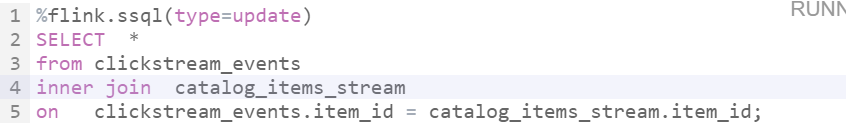 RUNN
1 %flink.ssql(type=update)
2 SELECT  *
3 from clickstream_events
4 inner join  catalog_items_stream
5 on   clickstream_events.item_id = catalog_items_stream.item_id;